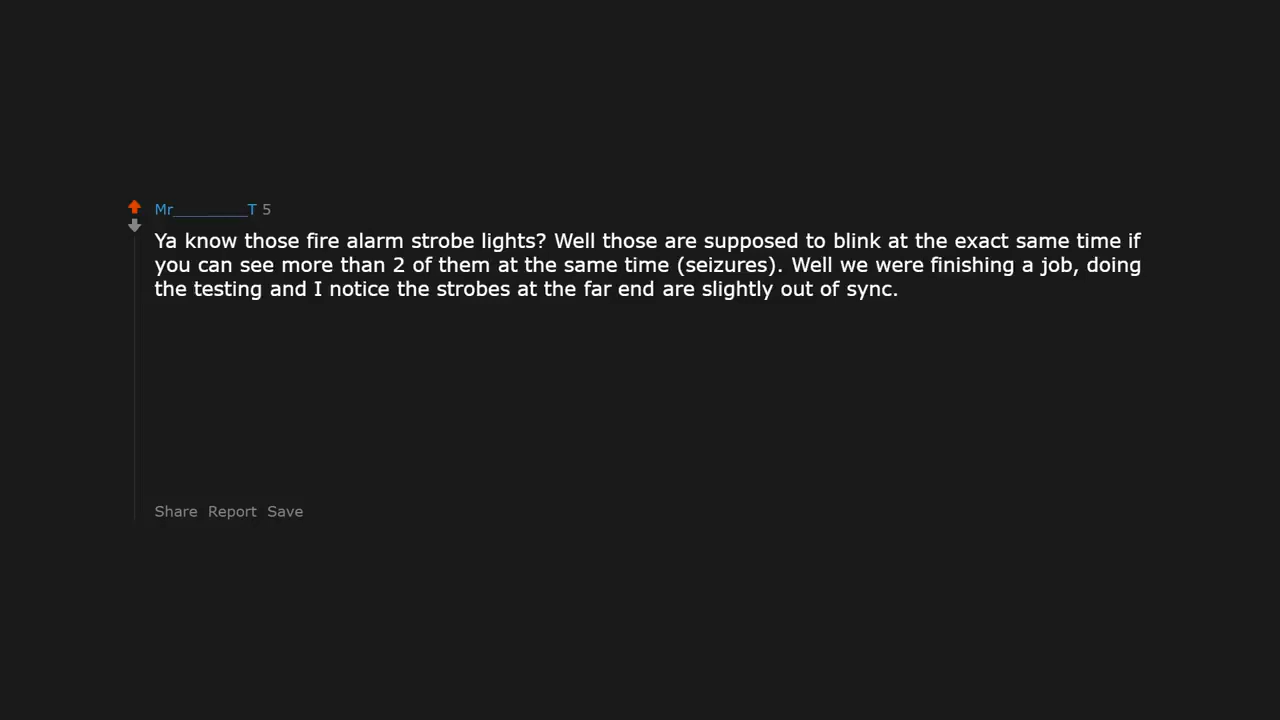 Mr_________T 5
Ya know those fire alarm strobe lights? Well those are supposed to blink at the exact same time if
you can see more than 2 of them at the same time (seizures). Well we were finishing a job, doing
the testing and I notice the strobes at the far end are slightly out of sync.
Share Report Save